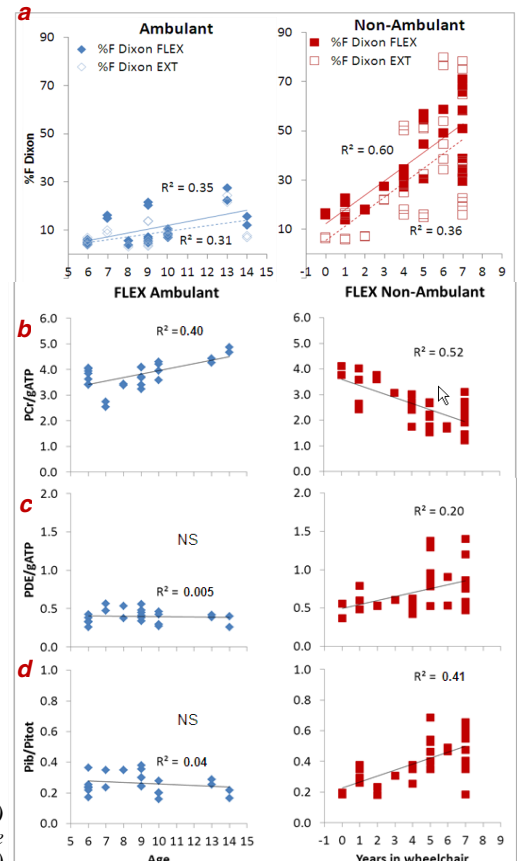 a
Ambulant
Non-Ambulant
90
70
50
30
10
%F Dixon
%F Dixon FLEX
%F Dixon EXT
R² = 0.35
R² = 0.31
5 6 7 8 9 10 11 12 13 14 15
90
70
50
30
10
%F Dixon FLEX
%F Dixon EXT
R² = 0.60
R² = 0.36
-1 0 1 2 3 4 5 6 7 8 9
FLEX Ambulant
FLEX Non-Ambulant
b
PCr/gATP
6.0
5.0
4.0
3.0
2.0
1.0
0.0
R² =0.40
6.0
5.0
4.0
3.0
2.0
1.0
0.0
R² = 0.52
c
PDE/gATP
2.0
1.5
1.0
0.5
0.0
NS
R² = 0.005
2.0
1.5
1.0
0.5
0.0
R² = 0.20
d
Pib/Pitot
1.0
0.8
0.6
0.4
0.2
0.0
NS
R² = 0.04
5 6 7 8 9 10 11 12 13 14 15
Age
1.0
0.8
0.6
0.4
0.2
0.0
R² = 0.41
-1 0 1 2 3 4 5 6 7 8 9
Years in wheelchair
)
e
)